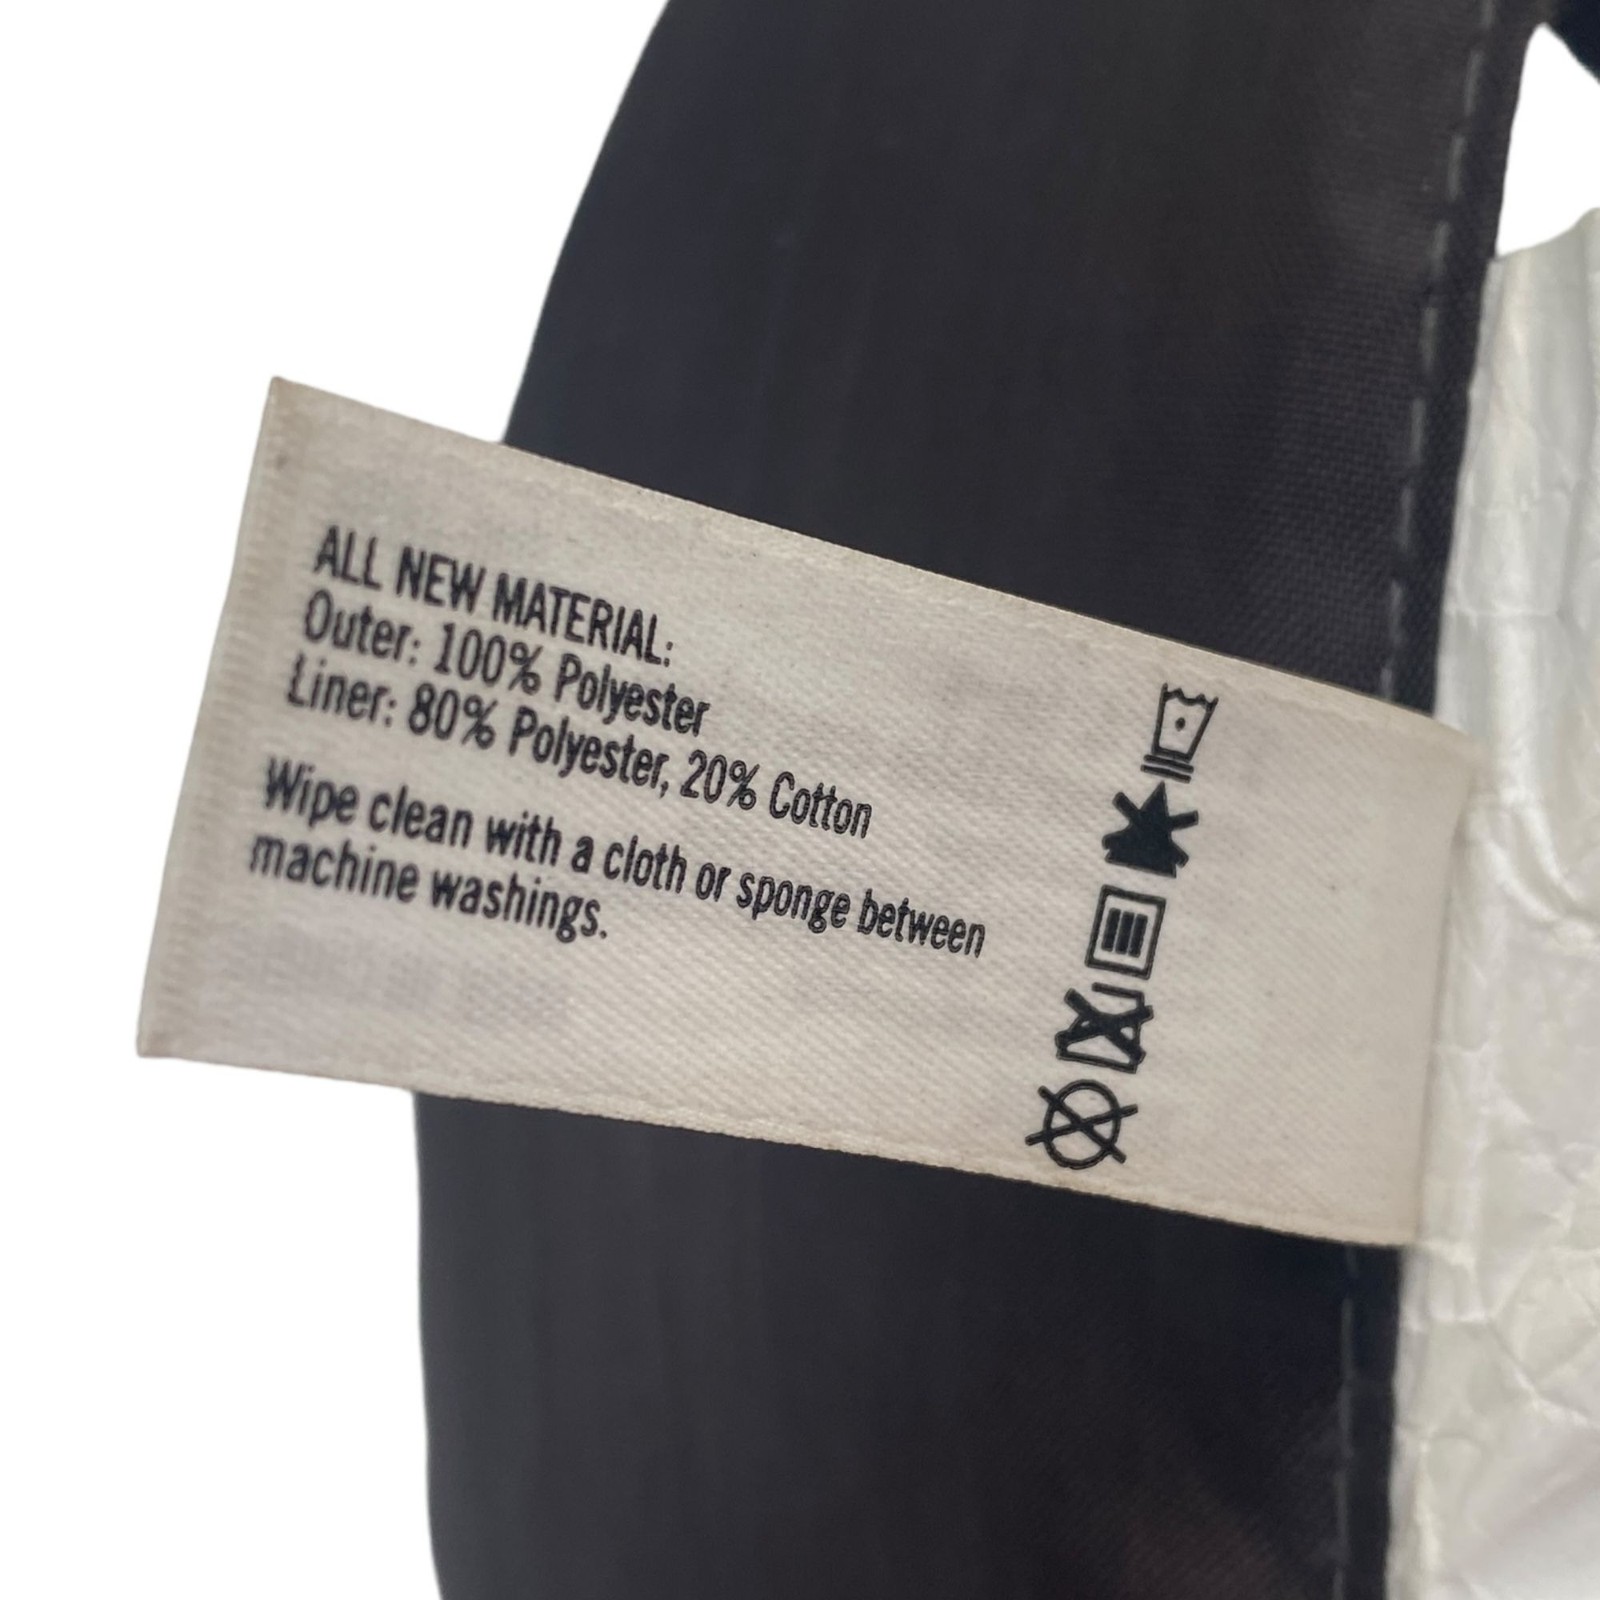 ALL NEW MATERIAL:
Outer: 100% Polyester
Liner: 80% Polyester, 20% Cotton
Wipe clean with a cloth or sponge between
machine washings.